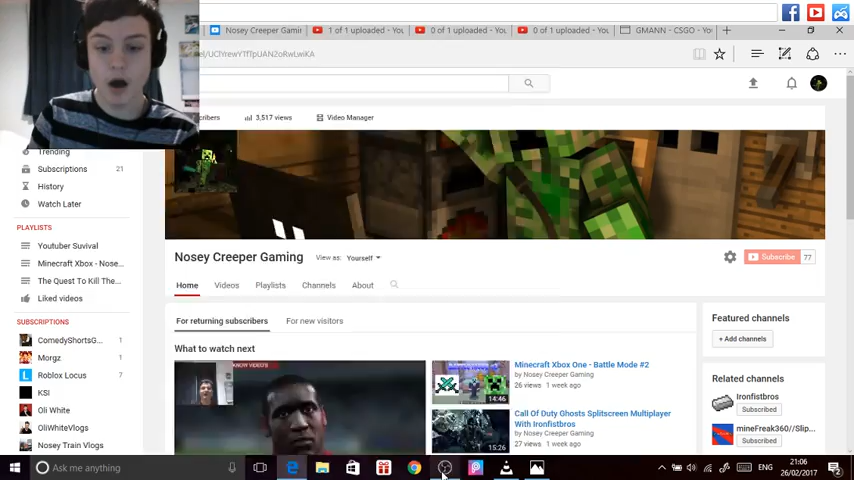 Nosey Creeper Gami
1 of 1 uploaded - You
0 of 1 uploaded - You
0 of 1 uploaded - You
GMANN - CSGO - You
3,517 views
Video Manager
Trending
Subscriptions 21
History
Watch Later
PLAYLISTS
Youtuber Suvival
Minecraft Xbox - Nose...
The Quest To Kill The...
Liked videos
SUBSCRIPTIONS
ComedyShortsG... 1
Morgz 1
Roblox Locus 7
KSI
Oli White
OliWhiteVlogs
Nosey Train Vlogs
Nosey Creeper Gaming View as: Yourself
Subscribe 77
Home Videos Playlists Channels About
For returning subscribers For new visitors
What to watch next
Minecraft Xbox One - Battle Mode #2
by Nosey Creeper Gaming
26 views 1 week ago
14:46
Call Of Duty Ghosts Splitscreen Multiplayer
With Ironfistbros
by Nosey Creeper Gaming
27 views 1 week ago
15:26
Featured channels
+ Add channels
Related channels
Ironfistbros
Subscribed
mineFreak360//Slip...
Subscribed
Ask me anything
ENG
21:06
26/02/2017
2